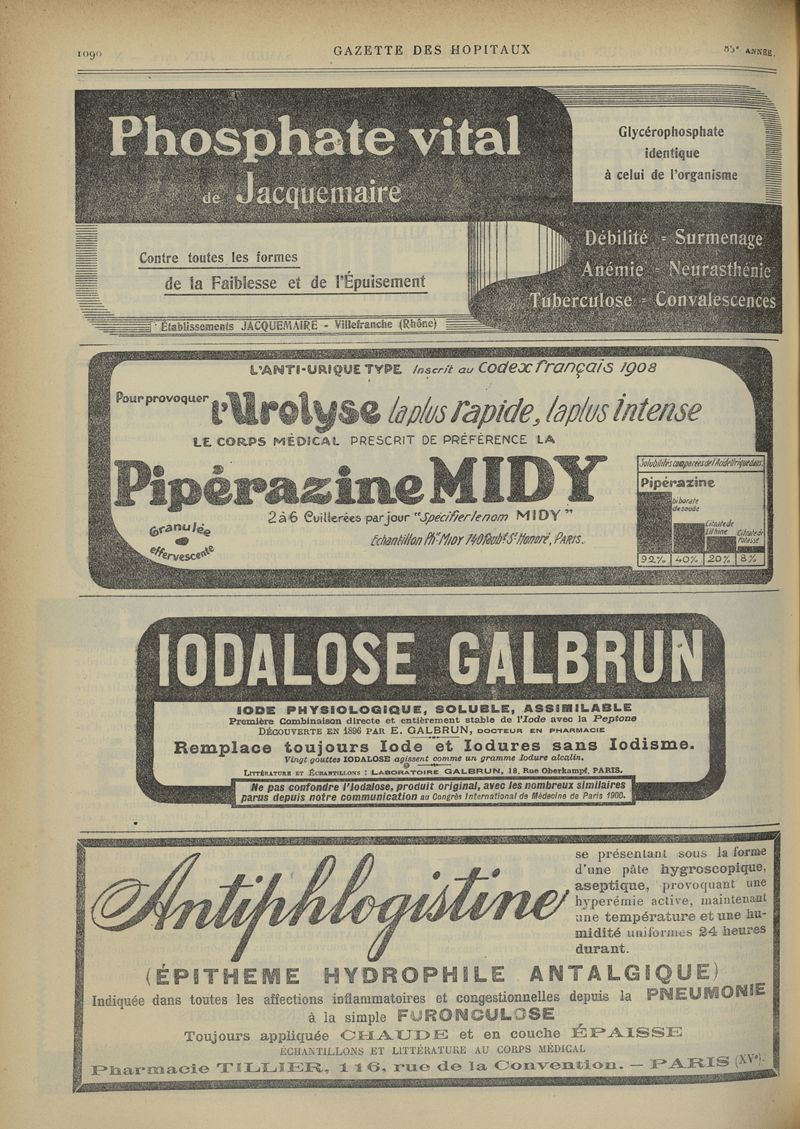 1090
GAZETTE DES HOPITAUX
85e ANNÉE.
Phosphate vital
de Jacquemaire
Glycérophosphate
identique
à celui de l'organisme
Contre toutes les formes
de la Faiblesse et de l'Épuisement
Établissements JACQUEMAIRE - Villefranche (Rhône)
Débilité - Surmenage
Anémie - Neurasthénie
Tuberculose - Convalescences
L'ANTI-URIQUE TYPE Inscrit au Codex français 1908
Pour provoquer l'Urolyse la plus rapide, la plus intense
LE CORPS MÉDICAL PRESCRIT DE PRÉFÉRENCE LA
Pipérazine MIDY
Granulée
effervescente
2 à 6 Cuillerées par jour "Spécifier le nom MIDY"
Échantillon Phie MIDY 140 Faubg St Honoré, PARIS.
Solubilités comparées de l'Acide Urique dans:
Pipérazine
biborate
de soude
Citrate de
Lithine
Citrate de
Potasse
92% 40% 20% 8%
IODALOSE GALBRUN
IODE PHYSIOLOGIQUE, SOLUBLE, ASSIMILABLE
Première Combinaison directe et entièrement stable de l'Iode avec la Peptone
DÉCOUVERTE EN 1896 PAR E. GALBRUN, DOCTEUR EN PHARMACIE
Remplace toujours Iode et Iodures sans Iodisme.
Vingt gouttes IODALOSE agissent comme un gramme Iodure alcalin.
LITTÉRATURE ET ÉCHANTILLONS : LABORATOIRE GALBRUN, 18, Rue Oberkampf, PARIS.
Ne pas confondre l'Iodalose, produit original, avec les nombreux similaires
parus depuis notre communication au Congrès International de Médecine de Paris 1900.
Antiphlogistine
se présentant sous la forme
d'une pâte hygroscopique,
aseptique, provoquant une
hyperémie active, maintenant
une température et une hu-
midité uniformes 24 heures
durant.
(ÉPITHEME HYDROPHILE ANTALGIQUE)
Indiquée dans toutes les affections inflammatoires et congestionnelles depuis la PNEUMONIE
à la simple FURONCULOSE
Toujours appliquée CHAUDE et en couche ÉPAISSE
ÉCHANTILLONS ET LITTÉRATURE AU CORPS MÉDICAL
Pharmacie TILLIER, 116, rue de la Convention. — PARIS (XVe).